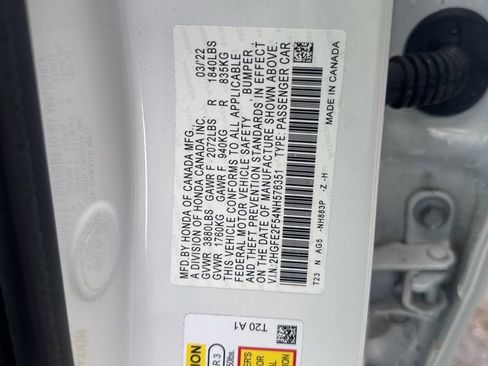 MFD.BY HONDA OF CANADA MFG. 03/22
A DIVISION OF HONDA CANADA INC.
GVWR 3880LBS GAWR F 2072LBS R 1840LBS
GVWR 1760KG GAWR F 940KG R 835KG
THIS VEHICLE CONFORMS TO ALL APPLICABLE
FEDERAL MOTOR VEHICLE SAFETY, BUMPER,
& THEFT PREVENTION STANDARDS IN EFFECT
ON THE DATE OF MANUFACTURE SHOWN ABOVE.
V.I.N.:2HGFE2F54NH576351 TYPE: PASSENGER CAR
T23 N AG5 -NH883P -Z -H MADE IN CANADA
T20 A1